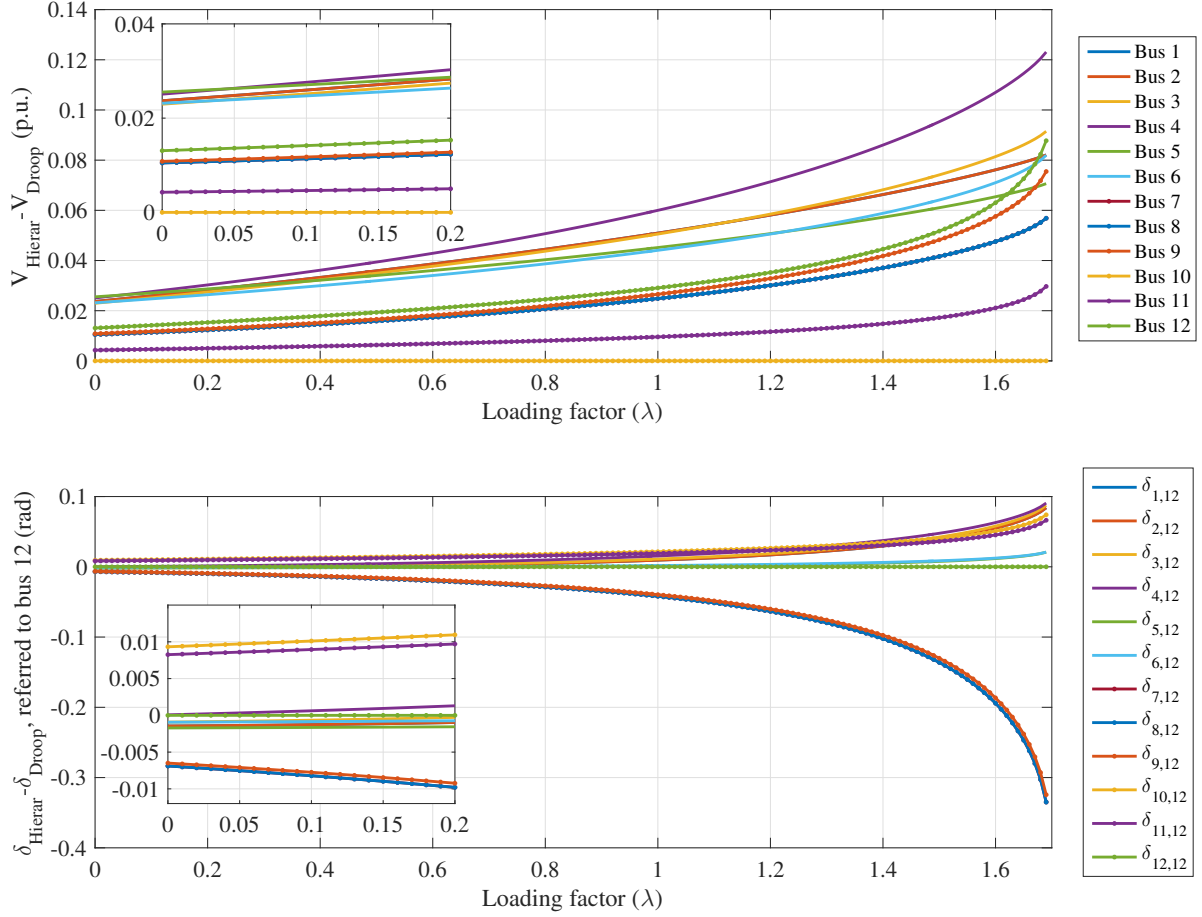 0.14
0.12
0.1
0.08
0.06
0.04
0.02
0
V_Hierar-V_Droop (p.u.)
0.04
0.02
0
0 0.05 0.1 0.15 0.2
0 0.2 0.4 0.6 0.8 1 1.2 1.4 1.6
Loading factor (λ)
Bus 1
Bus 2
Bus 3
Bus 4
Bus 5
Bus 6
Bus 7
Bus 8
Bus 9
Bus 10
Bus 11
Bus 12
0.1
0
-0.1
-0.2
-0.3
-0.4
δ_Hierar-δ_Droop, referred to bus 12 (rad)
0.01
0.005
0
-0.005
-0.01
0 0.05 0.1 0.15 0.2
0 0.2 0.4 0.6 0.8 1 1.2 1.4 1.6
Loading factor (λ)
δ_1,12
δ_2,12
δ_3,12
δ_4,12
δ_5,12
δ_6,12
δ_7,12
δ_8,12
δ_9,12
δ_10,12
δ_11,12
δ_12,12